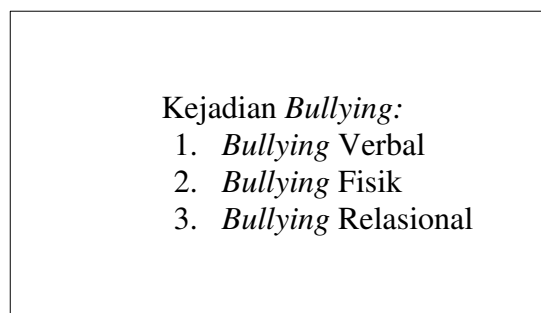 Kejadian Bullying:
1. Bullying Verbal
2. Bullying Fisik
3. Bullying Relasional